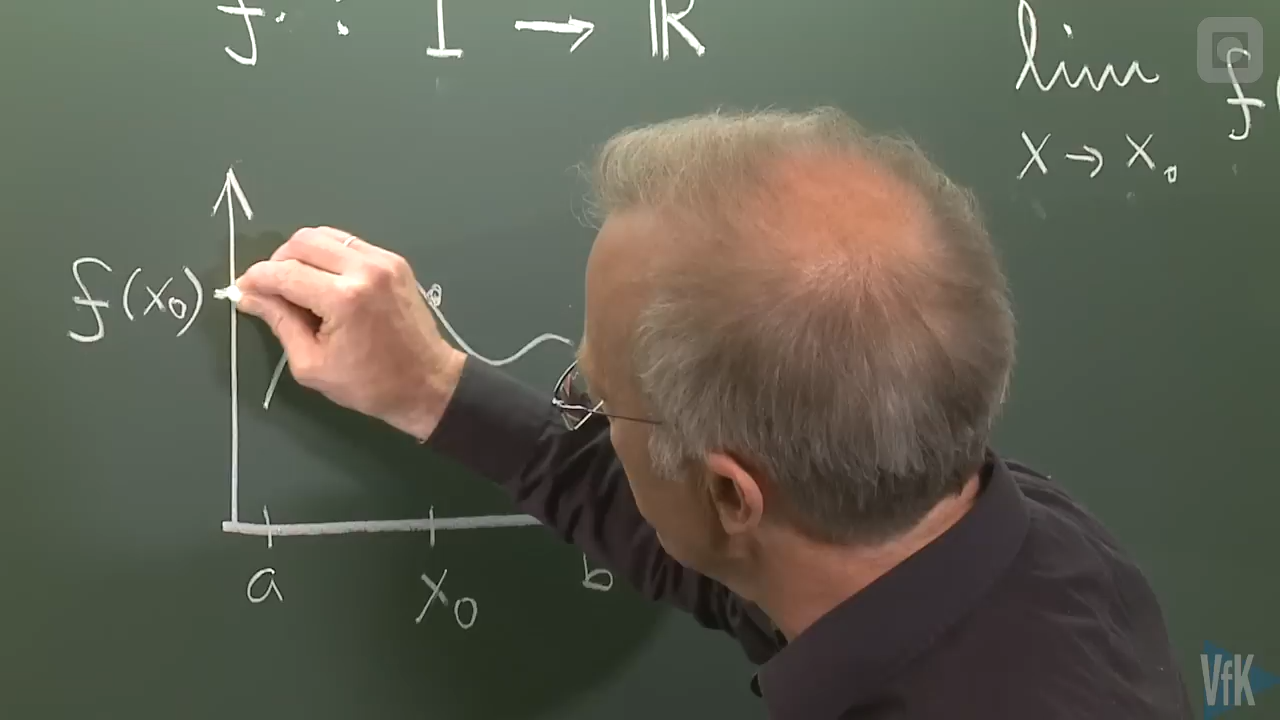 f : I → ℝ
lim f(
x → x₀
f(x₀)
a x₀ b
VfK